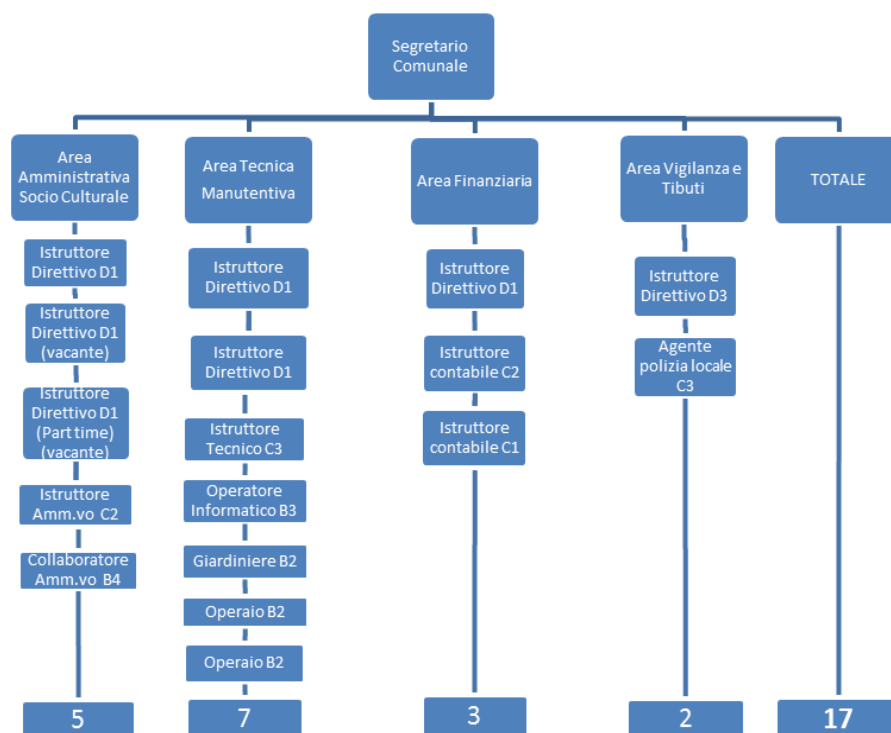 Segretario
Comunale
Area
Amministrativa
Socio Culturale
Istruttore
Direttivo D1
Istruttore
Direttivo D1
(vacante)
Istruttore
Direttivo D1
(Part time)
(vacante)
Istruttore
Amm.vo C2
Collaboratore
Amm.vo B4
5
Area Tecnica
Manutentiva
Istruttore
Direttivo D1
Istruttore
Direttivo D1
Istruttore
Tecnico C3
Operatore
Informatico B3
Giardiniere B2
Operaio B2
Operaio B2
7
Area Finanziaria
Istruttore
Direttivo D1
Istruttore
contabile C2
Istruttore
contabile C1
3
Area Vigilanza e
Tibuti
Istruttore
Direttivo D3
Agente
polizia locale
C3
2
TOTALE
17